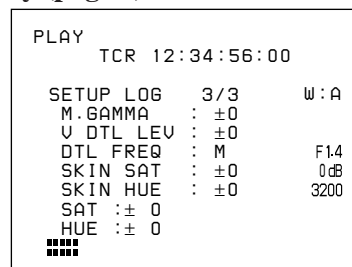 PLAY
TCR 12:34:56:00
SETUP LOG 3/3 W:A
M.GAMMA : ±0
V DTL LEV : ±0
DTL FREQ : M F1.4
SKIN SAT : ±0 0dB
SKIN HUE : ±0 3200
SAT :± 0
HUE :± 0